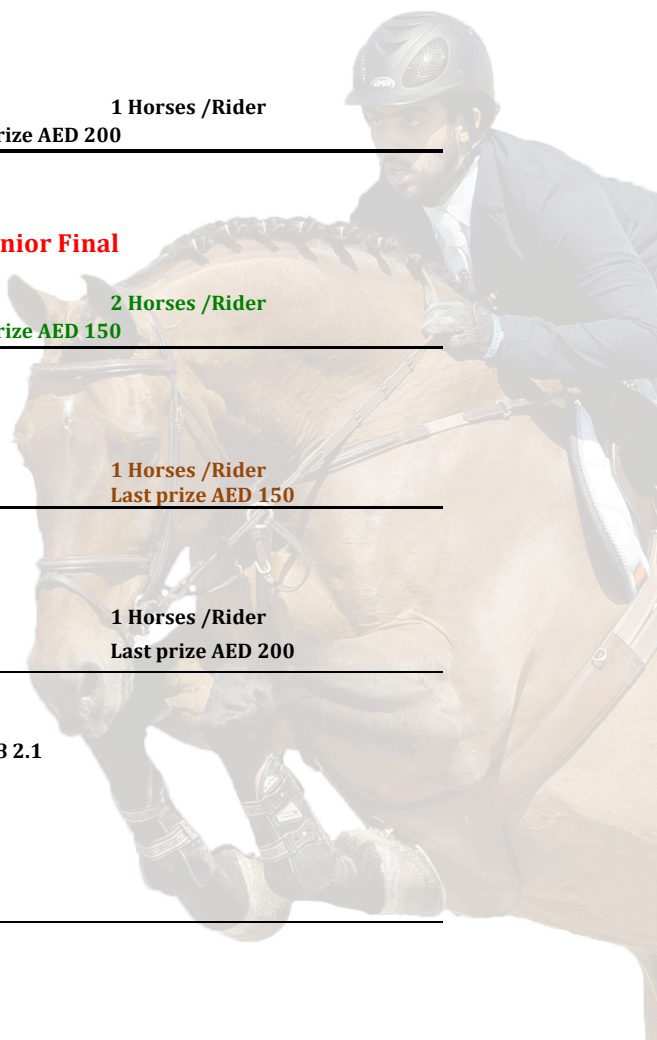 1 Horses /Rider
rize AED 200
nior Final
2 Horses /Rider
rize AED 150
1 Horses /Rider
Last prize AED 150
1 Horses /Rider
Last prize AED 200
2.1